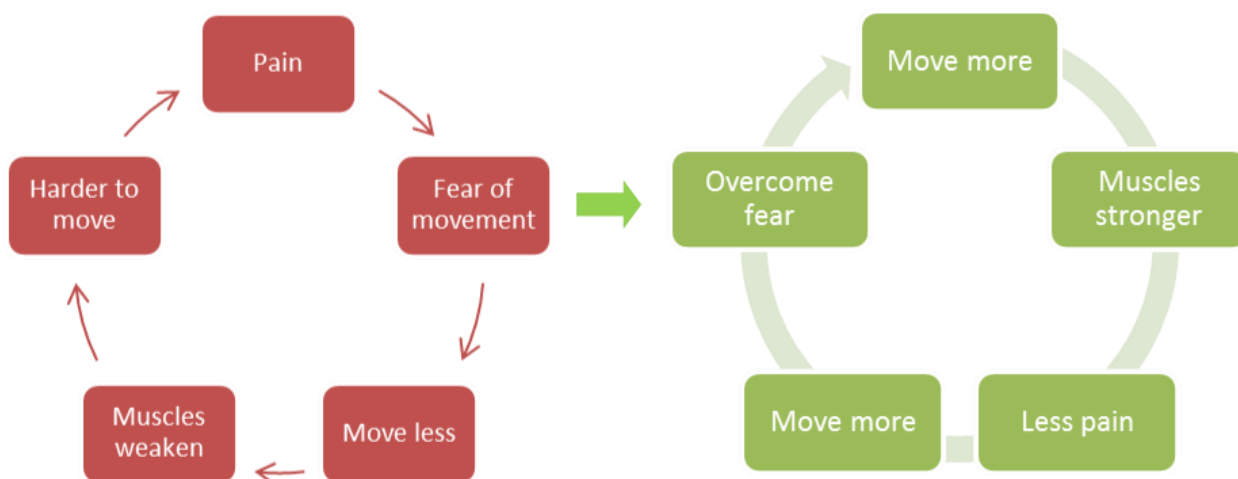 Pain
Fear of
movement
Move less
Muscles
weaken
Harder to
move
Move more
Muscles
stronger
Less pain
Move more
Overcome
fear